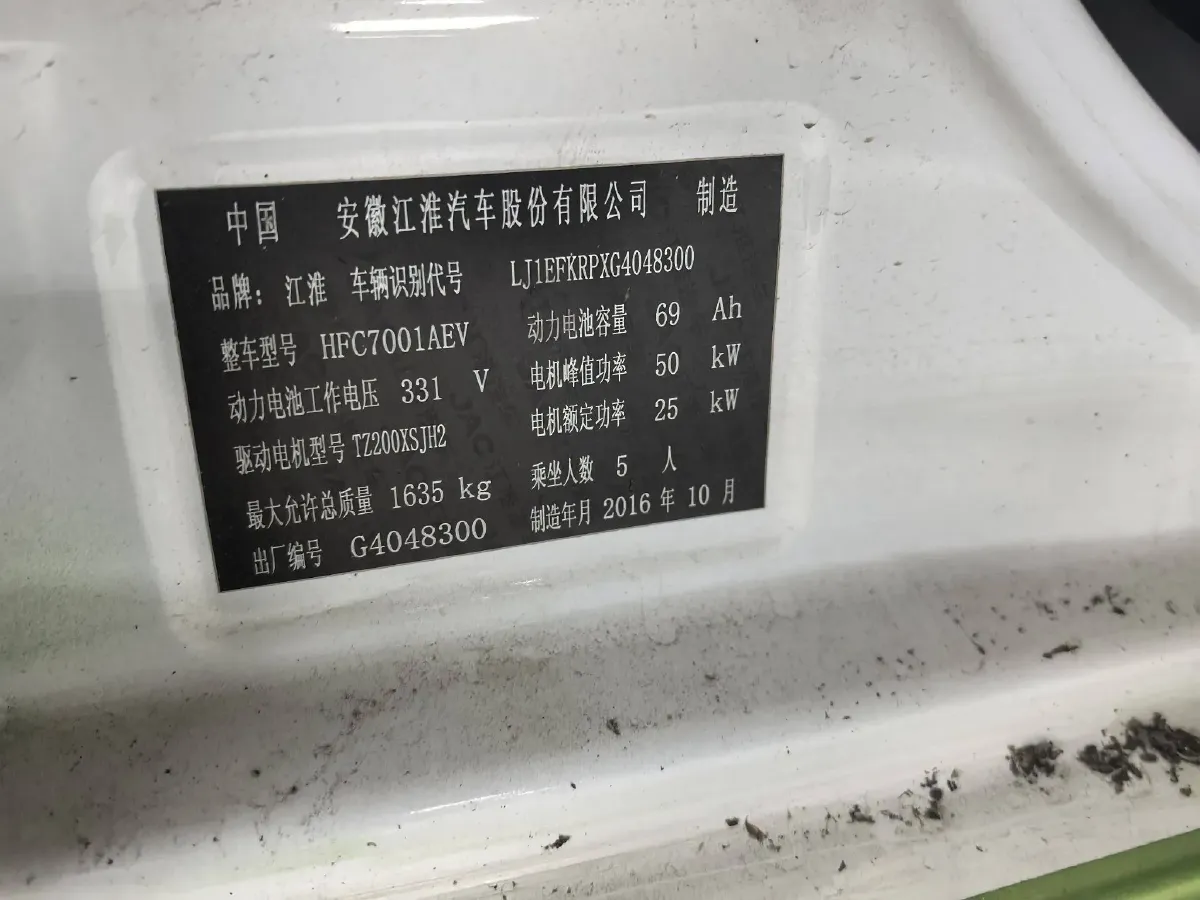 中国 安徽江淮汽车股份有限公司 制造
品牌：江淮 车辆识别代号 LJ1EFKRPXG4048300
整车型号 HFC7001AEV 动力电池容量 69 Ah
动力电池工作电压 331 V 电机峰值功率 50 kW
驱动电机型号 TZ200XSJH2 电机额定功率 25 kW
最大允许总质量 1635 kg 乘坐人数 5 人
出厂编号 G4048300 制造年月 2016 年 10 月